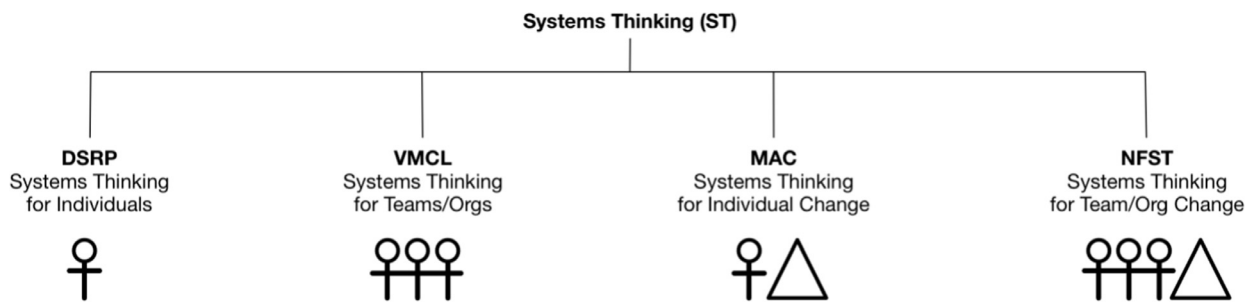 Systems Thinking (ST)
DSRP
Systems Thinking
for Individuals
VMCL
Systems Thinking
for Teams/Orgs
MAC
Systems Thinking
for Individual Change
NFST
Systems Thinking
for Team/Org Change